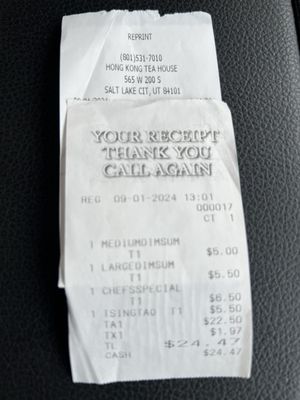 REPRINT
(801)531-7010
HONG KONG TEA HOUSE
565 W 200 S
SALT LAKE CIT, UT 84101
YOUR RECEIPT
THANK YOU
CALL AGAIN
REG 09-01-2024 13:01
000017
CT 1
1 MEDIUMDIMSUM
T1 $5.00
1 LARGEDIMSUM
T1 $5.50
1 CHEFSSPECIAL
T1 $6.50
1 TSINGTAO T1 $5.50
TA1 $22.50
TX1 $1.97
TL $24.47
CASH $24.47